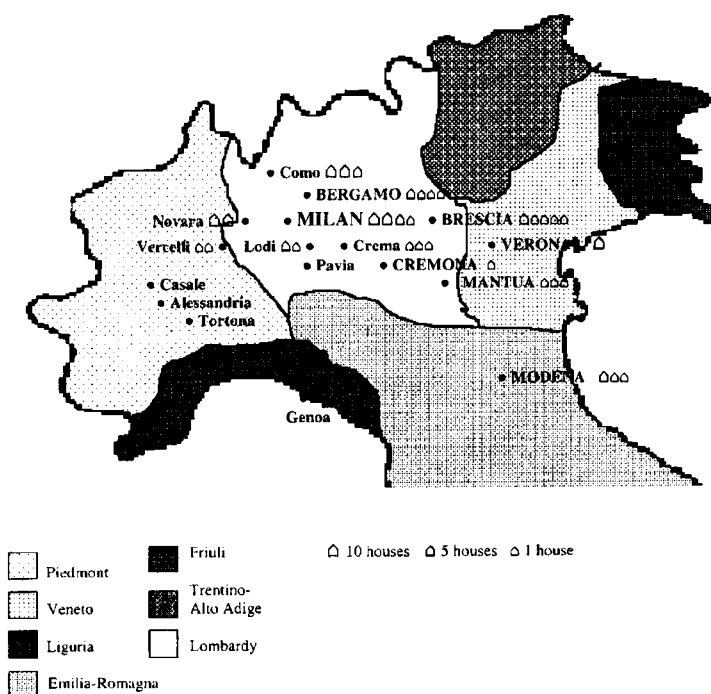 Como
BERGAMO
Novara MILAN BRESCIA
Vercelli Lodi Crema VERONA
Pavia CREMONA
Casale MANTUA
Alessandria
Tortona
MODENA
Genoa
Piedmont
Veneto
Liguria
Emilia-Romagna
Friuli
Trentino-
Alto Adige
Lombardy
10 houses 5 houses 1 house